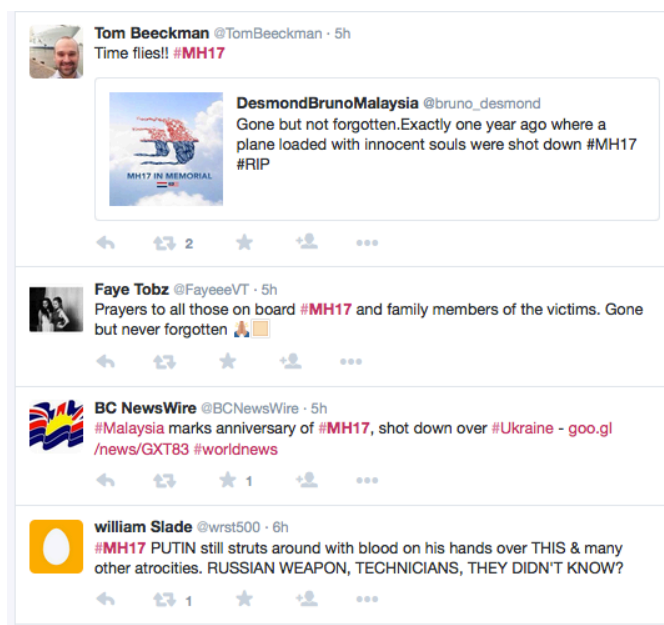 Tom Beeckman @TomBeeckman · 5h
Time flies!! #MH17
DesmondBrunoMalaysia @bruno_desmond
Gone but not forgotten.Exactly one year ago where a
plane loaded with innocent souls were shot down #MH17
#RIP
MH17 IN MEMORIAL
2
Faye Tobz @FayeeeVT · 5h
Prayers to all those on board #MH17 and family members of the victims. Gone
but never forgotten 🙏🏼
BC NewsWire @BCNewsWire · 5h
#Malaysia marks anniversary of #MH17, shot down over #Ukraine - goo.gl
/news/GXT83 #worldnews
1
william Slade @wrst500 · 6h
#MH17 PUTIN still struts around with blood on his hands over THIS & many
other atrocities. RUSSIAN WEAPON, TECHNICIANS, THEY DIDN'T KNOW?
1